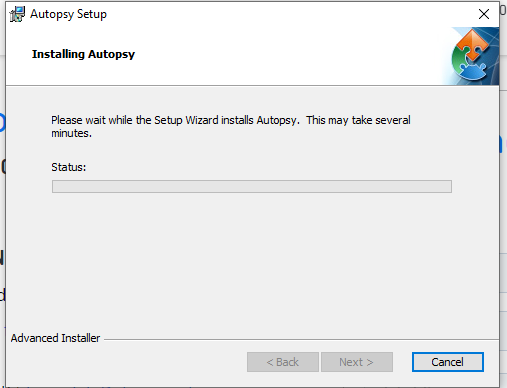 Autopsy Setup
Installing Autopsy
Please wait while the Setup Wizard installs Autopsy. This may take several
minutes.
Status:
Advanced Installer
< Back
Next >
Cancel